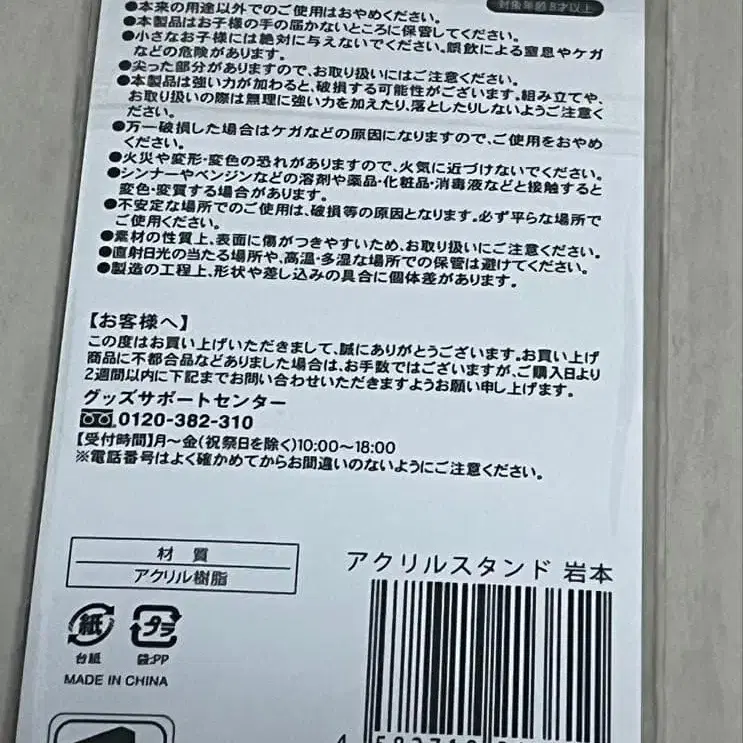 ●本来の用途以外でのご使用はおやめください。
対象年齢8才以上
●本製品はお子様の手の届かないところに保管してください。
●小さなお子様には絶対に与えないでください。誤飲による窒息やケガ
などの危険があります。
●尖った部分がありますので、お取り扱いにはご注意ください。
●本製品は強い力が加わると、破損する可能性がございます。組み立てや、
お取り扱いの際は無理に強い力を加えたり、落としたりしないようご注意く
ださい。
●万一破損した場合はケガなどの原因になりますので、ご使用をおやめ
ください。
●火災や変形・変色の恐れがありますので、火気に近づけないでください。
●シンナーやベンジンなどの溶剤や薬品・化粧品・消毒液などと接触すると
変色・変質する場合があります。
●不安定な場所でのご使用は、破損等の原因となります。必ず平らな場所で
ご使用ください。
●素材の性質上、表面に傷がつきやすいため、お取り扱いにご注意ください。
●直射日光の当たる場所や、高温・多湿な場所での保管は避けてください。
●製造の工程上、形状や差し込みの具合に個体差があります。
【お客様へ】
この度はお買い上げいただきまして、誠にありがとうございます。お買い上げ
商品に不都合品などありました場合は、お手数ではございますが、ご購入日より
2週間以内に下記までお問い合わせいただきますようお願い申し上げます。
グッズサポートセンター
0120-382-310
【受付時間】月～金(祝祭日を除く)10:00～18:00
※電話番号はよく確かめてからお間違いのないようにご注意ください。
材 質
アクリル樹脂
アクリルスタンド 岩本
紙
プラ
台紙
袋:PP
MADE IN CHINA